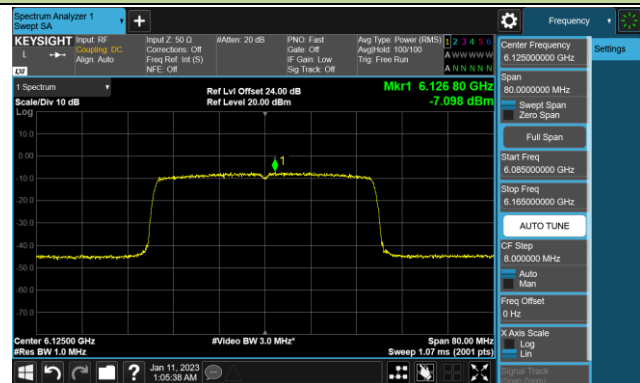 Spectrum Analyzer 1
Swept SA
Frequency
KEYSIGHT
Input: RF
Coupling: DC
Align: Auto
Input Z: 50 Ω
Corrections: Off
Freq Ref: Int (S)
NFE: Off
#Atten: 20 dB
PNO: Fast
Gate: Off
IF Gain: Low
Sig Track: Off
Avg Type: Power (RMS)
Avg|Hold: 100/100
Trig: Free Run
1 2 3 4 5 6
A W W W W W
A N N N N N
L
LXI
1 Spectrum
Scale/Div 10 dB
Log
Ref Lvl Offset 24.00 dB
Ref Level 20.00 dBm
Mkr1 6.126 80 GHz
-7.098 dBm
1
10.0
0.00
-10.0
-20.0
-30.0
-40.0
-50.0
-60.0
-70.0
Center 6.12500 GHz
#Res BW 1.0 MHz
#Video BW 3.0 MHz*
Span 80.00 MHz
Sweep 1.07 ms (2001 pts)
Jan 11, 2023
1:05:38 AM
?
Center Frequency
6.125000000 GHz
Settings
Span
80.0000000 MHz
Swept Span
Zero Span
Full Span
Start Freq
6.085000000 GHz
Stop Freq
6.165000000 GHz
AUTO TUNE
CF Step
8.000000 MHz
Auto
Man
Freq Offset
0 Hz
X Axis Scale
Log
Lin
Signal Track
(Span Zoom)